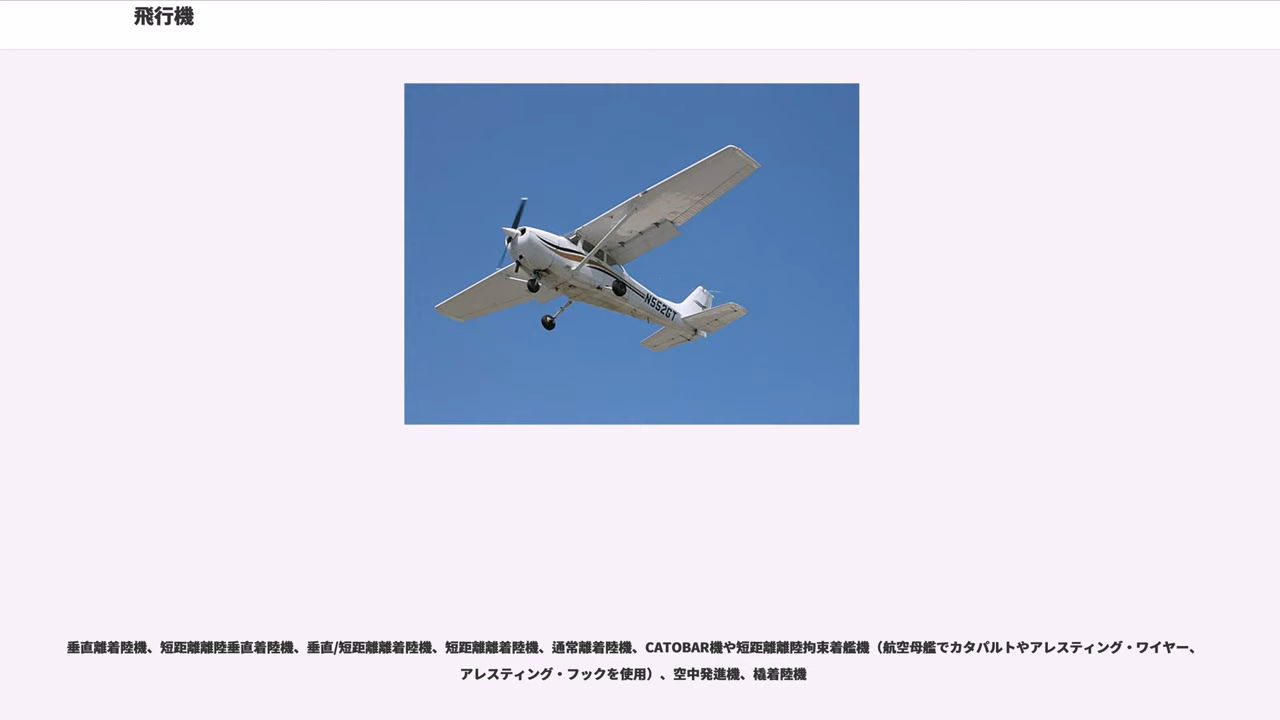 飛行機
N552GT
垂直離着陸機、短距離離陸垂直着陸機、垂直/短距離離着陸機、短距離離着陸機、通常離着陸機、CATOBAR機や短距離離陸拘束着艦機（航空母艦でカタパルトやアレスティング・ワイヤー、
アレスティング・フックを使用）、空中発進機、橇着陸機